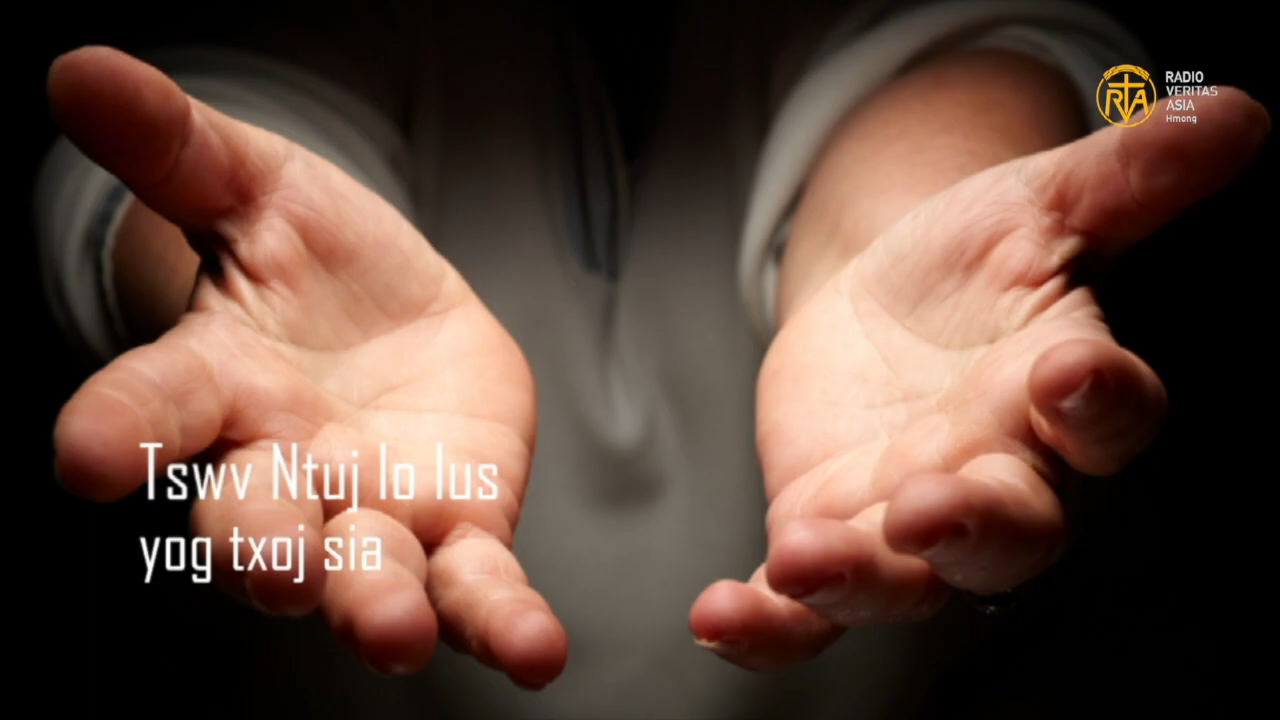 RADIO
VERITAS
ASIA
Hmong
RVA
Tswv Ntuj lo lus
yog txoj sia